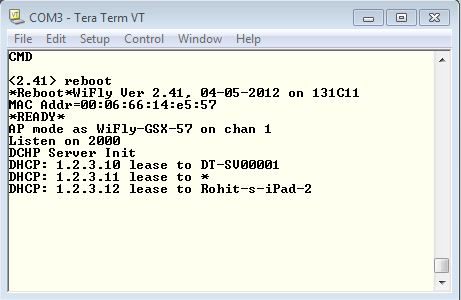 COM3 - Tera Term VT
File Edit Setup Control Window Help
CMD
<2.41> reboot
*Reboot*WiFly Ver 2.41, 04-05-2012 on 131C11
MAC Addr=00:06:66:14:e5:57
*READY*
AP mode as WiFly-GSX-57 on chan 1
Listen on 2000
DCHP Server Init
DHCP: 1.2.3.10 lease to DT-SV00001
DHCP: 1.2.3.11 lease to *
DHCP: 1.2.3.12 lease to Rohit-s-iPad-2